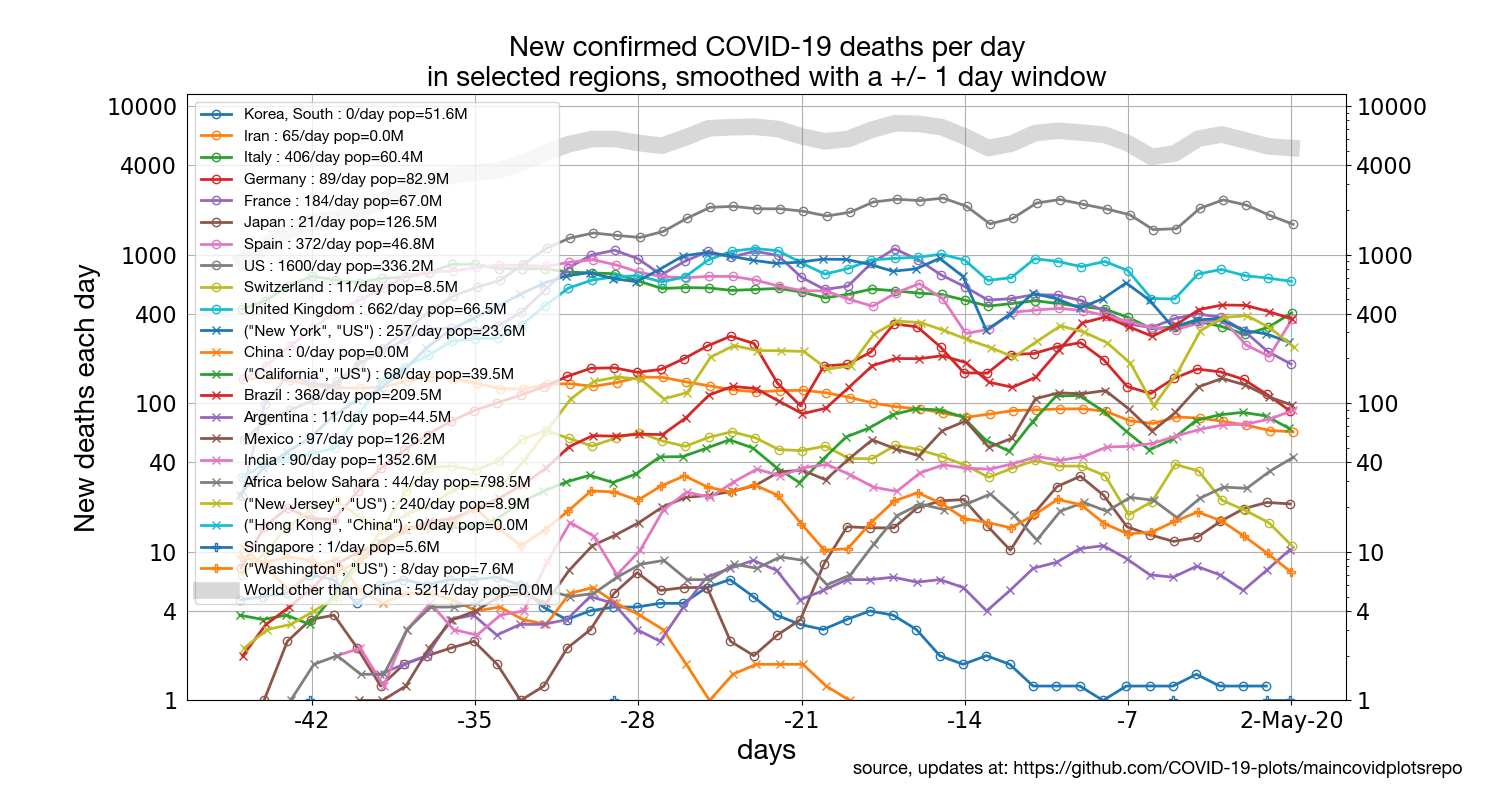 New confirmed COVID-19 deaths per day
in selected regions, smoothed with a +/- 1 day window
New deaths each day
10000
4000
1000
400
100
40
10
4
1
Korea, South : 0/day pop=51.6M
Iran : 65/day pop=0.0M
Italy : 406/day pop=60.4M
Germany : 89/day pop=82.9M
France : 184/day pop=67.0M
Japan : 21/day pop=126.5M
Spain : 372/day pop=46.8M
US : 1600/day pop=336.2M
Switzerland : 11/day pop=8.5M
United Kingdom : 662/day pop=66.5M
("New York", "US") : 257/day pop=23.6M
China : 0/day pop=0.0M
("California", "US") : 68/day pop=39.5M
Brazil : 368/day pop=209.5M
Argentina : 11/day pop=44.5M
Mexico : 97/day pop=126.2M
India : 90/day pop=1352.6M
Africa below Sahara : 44/day pop=798.5M
("New Jersey", "US") : 240/day pop=8.9M
("Hong Kong", "China") : 0/day pop=0.0M
Singapore : 1/day pop=5.6M
("Washington", "US") : 8/day pop=7.6M
World other than China : 5214/day pop=0.0M
10000
4000
1000
400
100
40
10
4
1
-42 -35 -28 -21 -14 -7 2-May-20
days
source, updates at: https://github.com/COVID-19-plots/maincovidplotsrepo